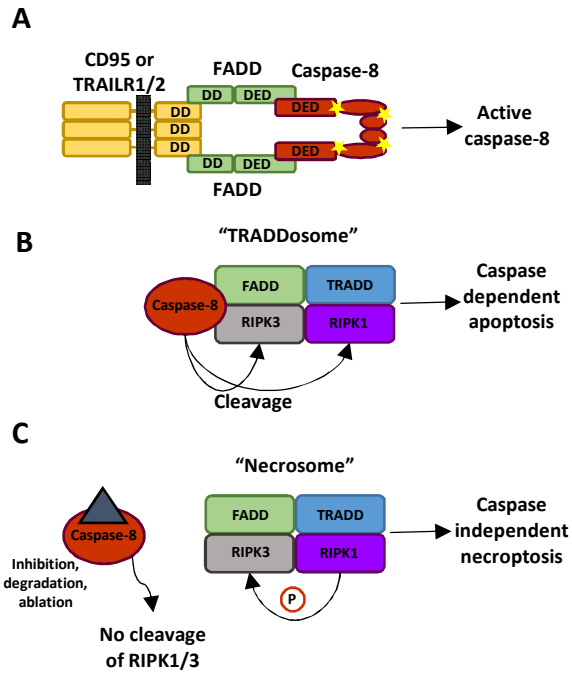 A
CD95 or
TRAILR1/2
FADD
Caspase-8
DD
DED
DED
DD
DD
DD
DED
DD
DED
FADD
Active
caspase-8
B
“TRADDosome”
Caspase-8
FADD
TRADD
RIPK3
RIPK1
Cleavage
Caspase
dependent
apoptosis
C
“Necrosome”
Caspase-8
Inhibition,
degradation,
ablation
No cleavage
of RIPK1/3
FADD
TRADD
RIPK3
RIPK1
P
Caspase
independent
necroptosis